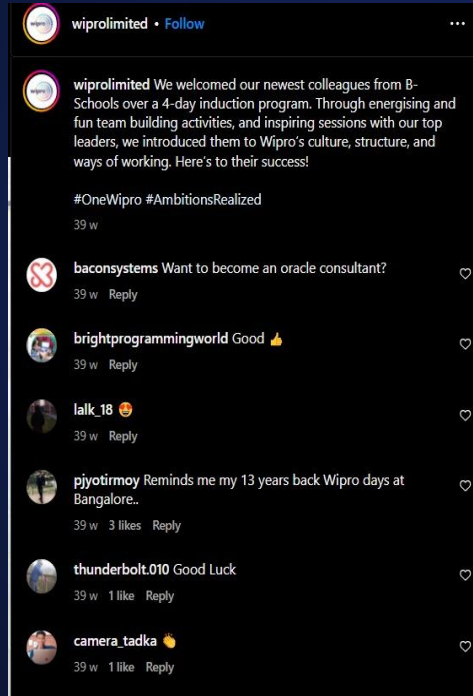 wiprolimited • Follow
wiprolimited We welcomed our newest colleagues from B-
Schools over a 4-day induction program. Through energising and
fun team building activities, and inspiring sessions with our top
leaders, we introduced them to Wipro's culture, structure, and
ways of working. Here's to their success!
#OneWipro #AmbitionsRealized
39 w
baconsystems Want to become an oracle consultant?
39 w Reply
brightprogrammingworld Good 👍
39 w Reply
lalk_18 😍
39 w Reply
pjyotirmoy Reminds me my 13 years back Wipro days at
Bangalore..
39 w 3 likes Reply
thunderbolt.010 Good Luck
39 w 1 like Reply
camera_tadka 👏
39 w 1 like Reply